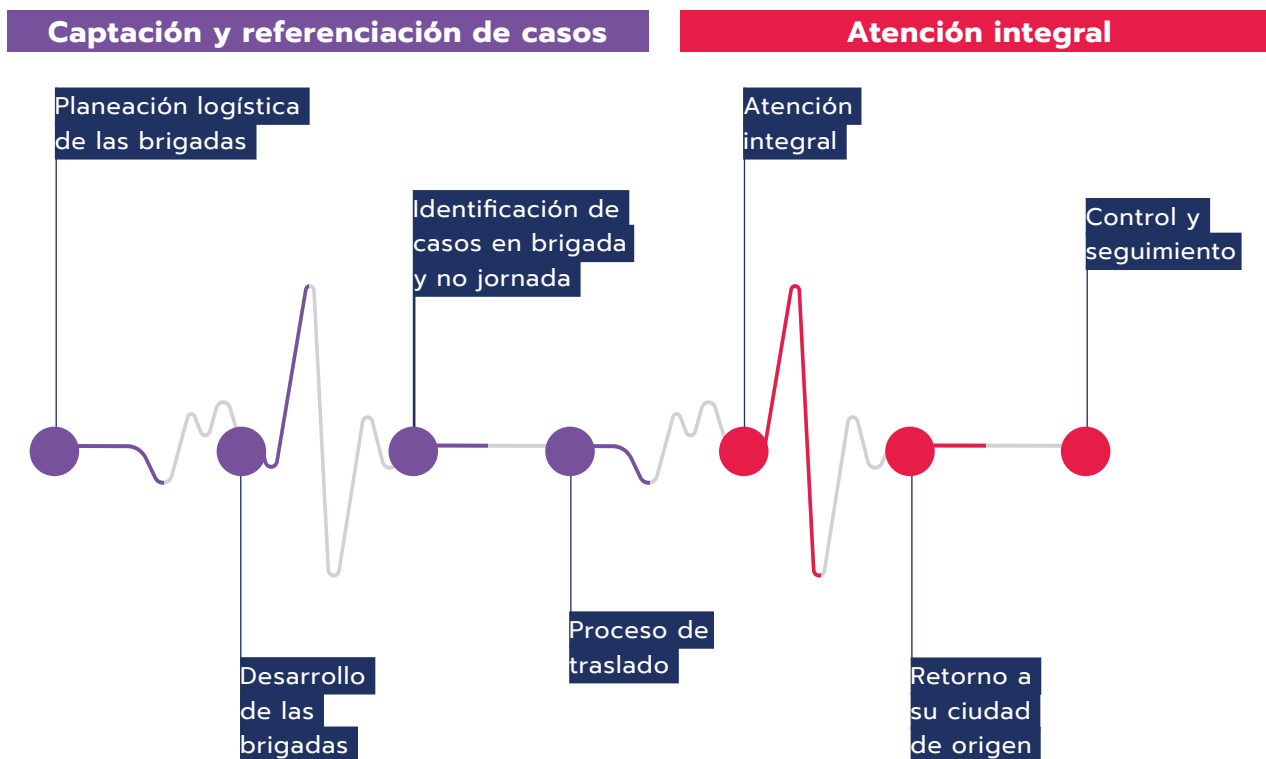 Captación y referenciación de casos
Atención integral
Planeación logística
de las brigadas
Desarrollo
de las
brigadas
Identificación de
casos en brigada
y no jornada
Proceso de
traslado
Atención
integral
Retorno a
su ciudad
de origen
Control y
seguimiento